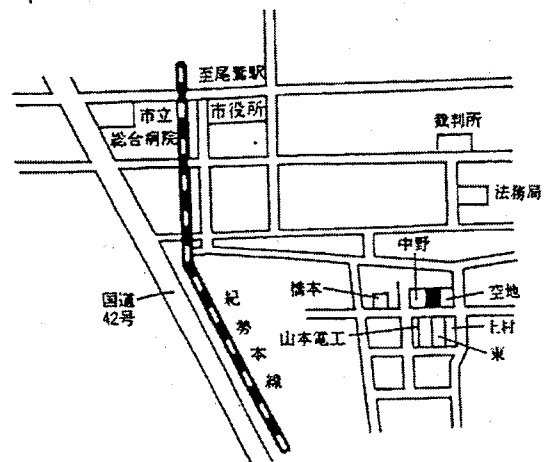 至尾鷲駅
市立
総合病院
市役所
裁判所
法務局
中野
橋本
空地
国道
42号
紀勢本線
山本電工
上村
東